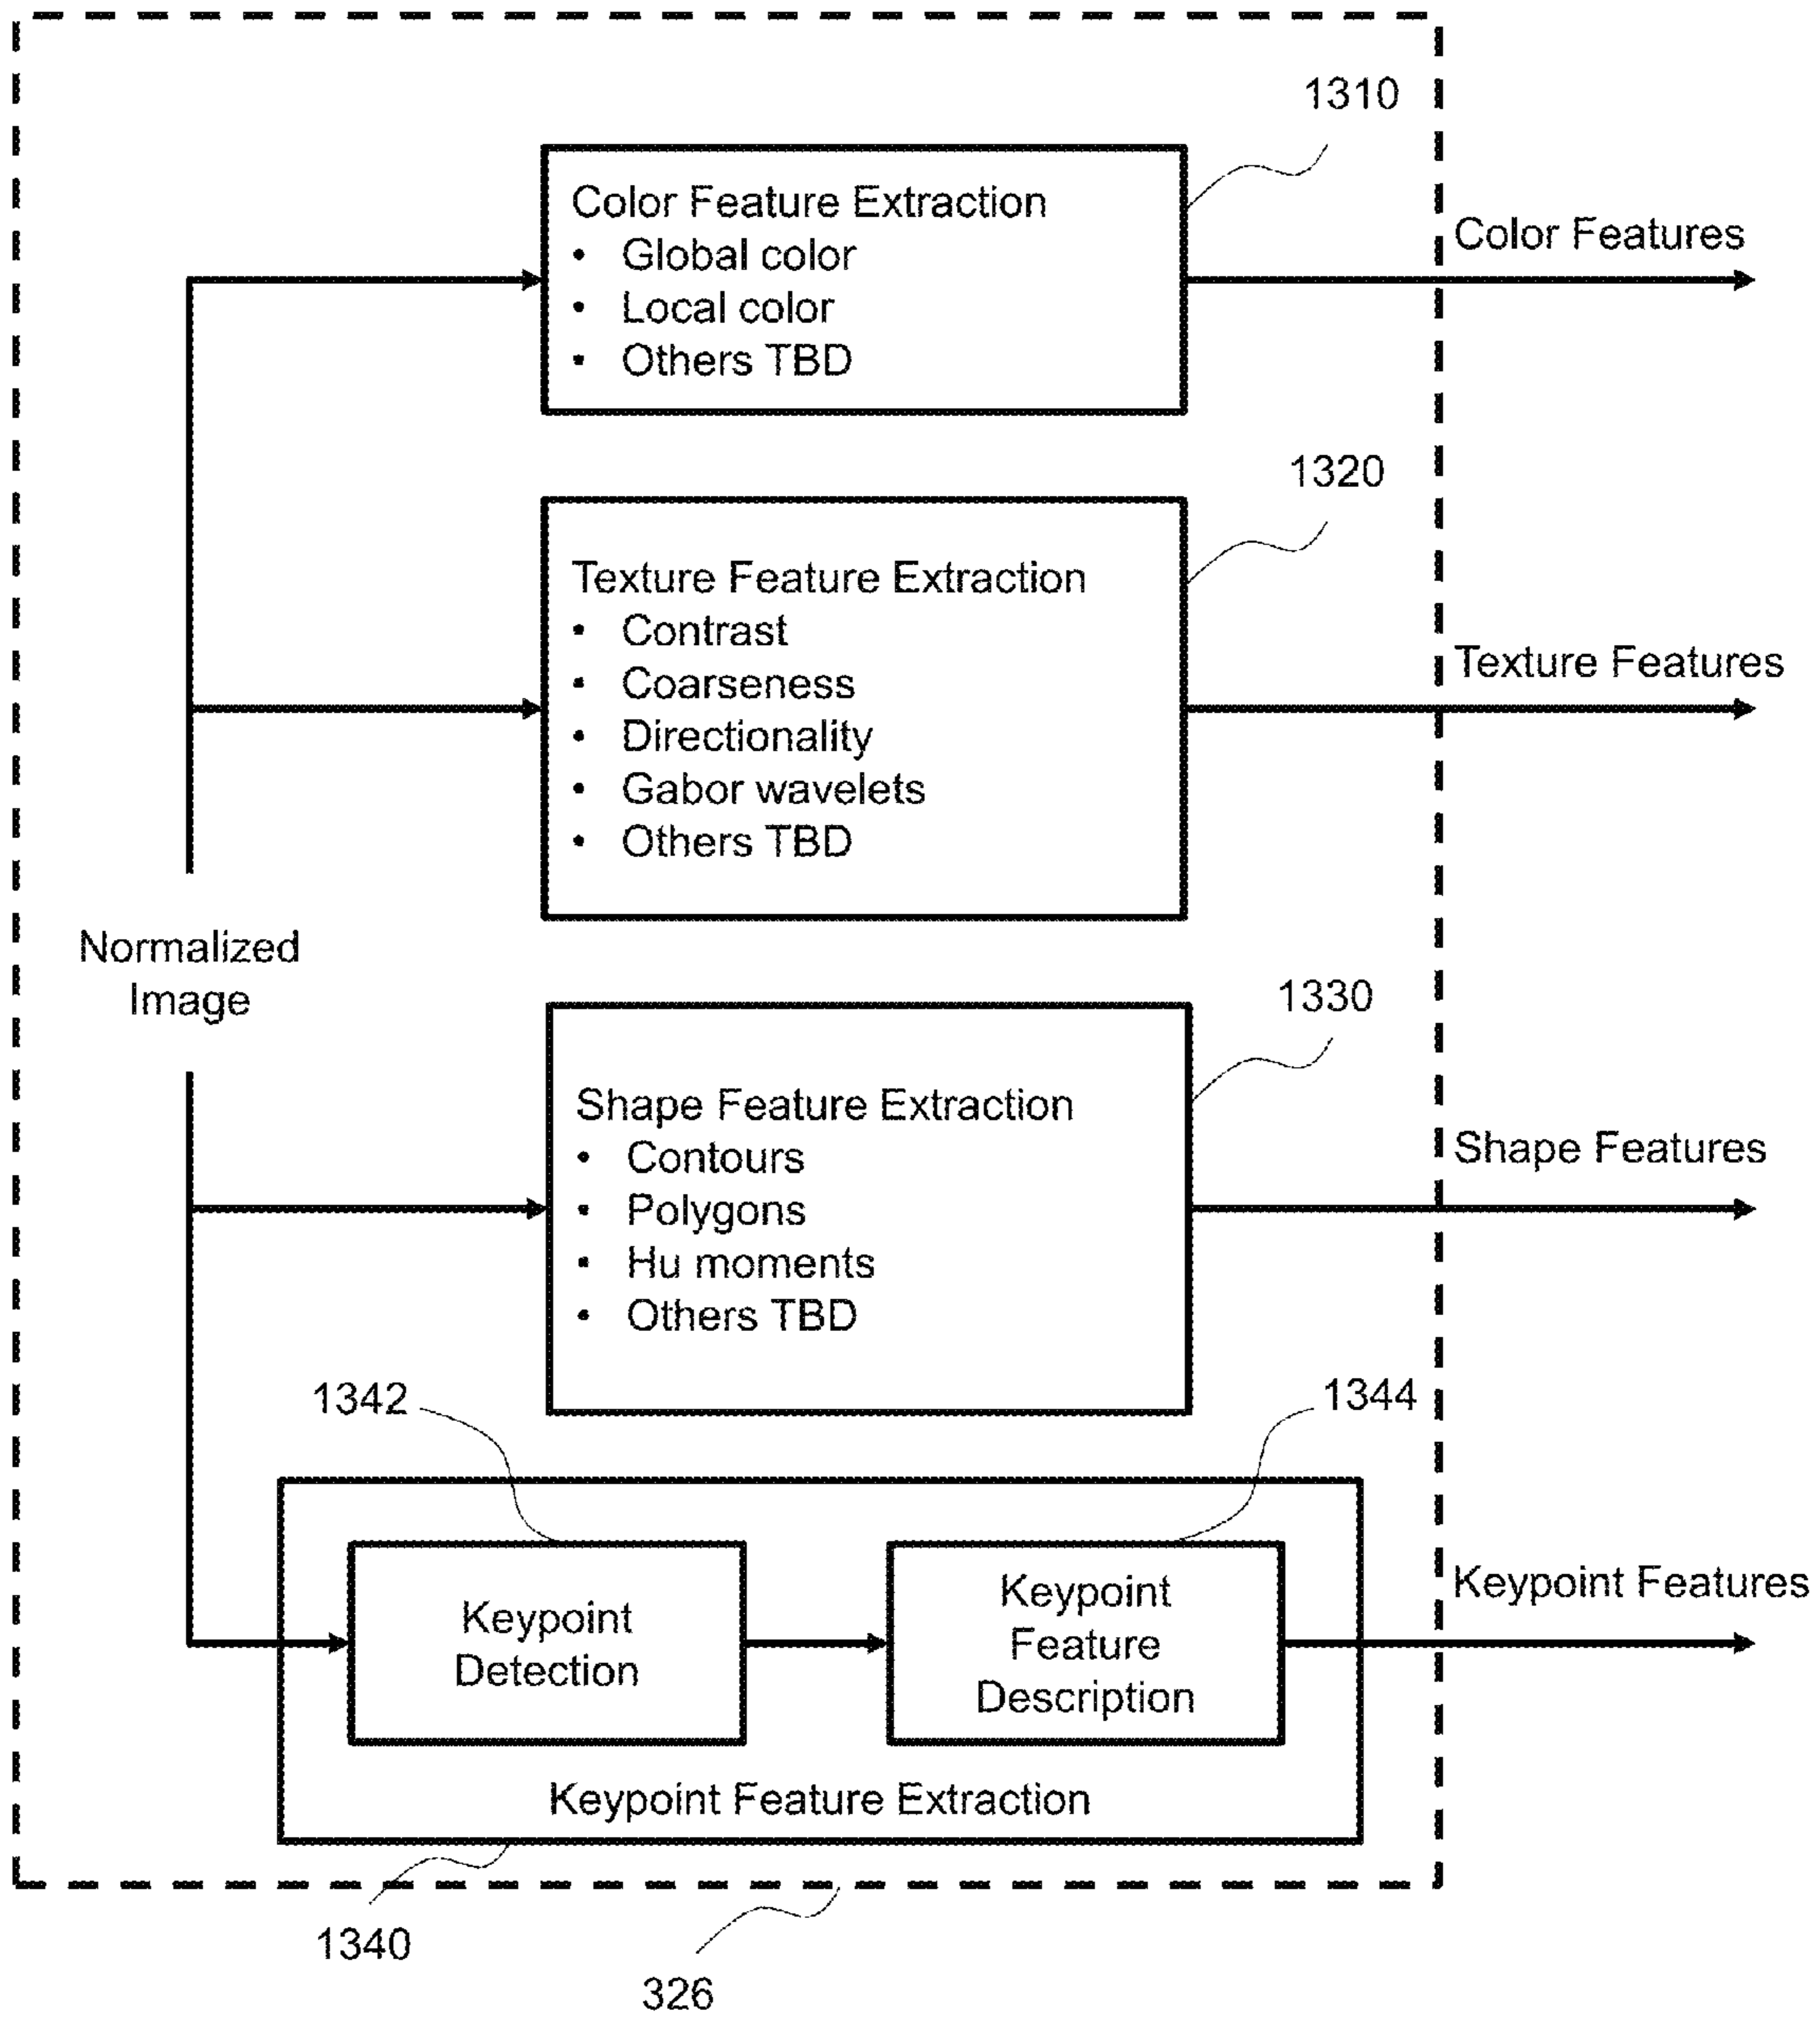 1310
Color Feature Extraction
• Global color
• Local color
• Others TBD
Color Features
1320
Texture Feature Extraction
• Contrast
• Coarseness
• Directionality
• Gabor wavelets
• Others TBD
Texture Features
Normalized
Image
1330
Shape Feature Extraction
• Contours
• Polygons
• Hu moments
• Others TBD
Shape Features
1342
1344
Keypoint
Detection
Keypoint
Feature
Description
Keypoint Features
Keypoint Feature Extraction
1340
326